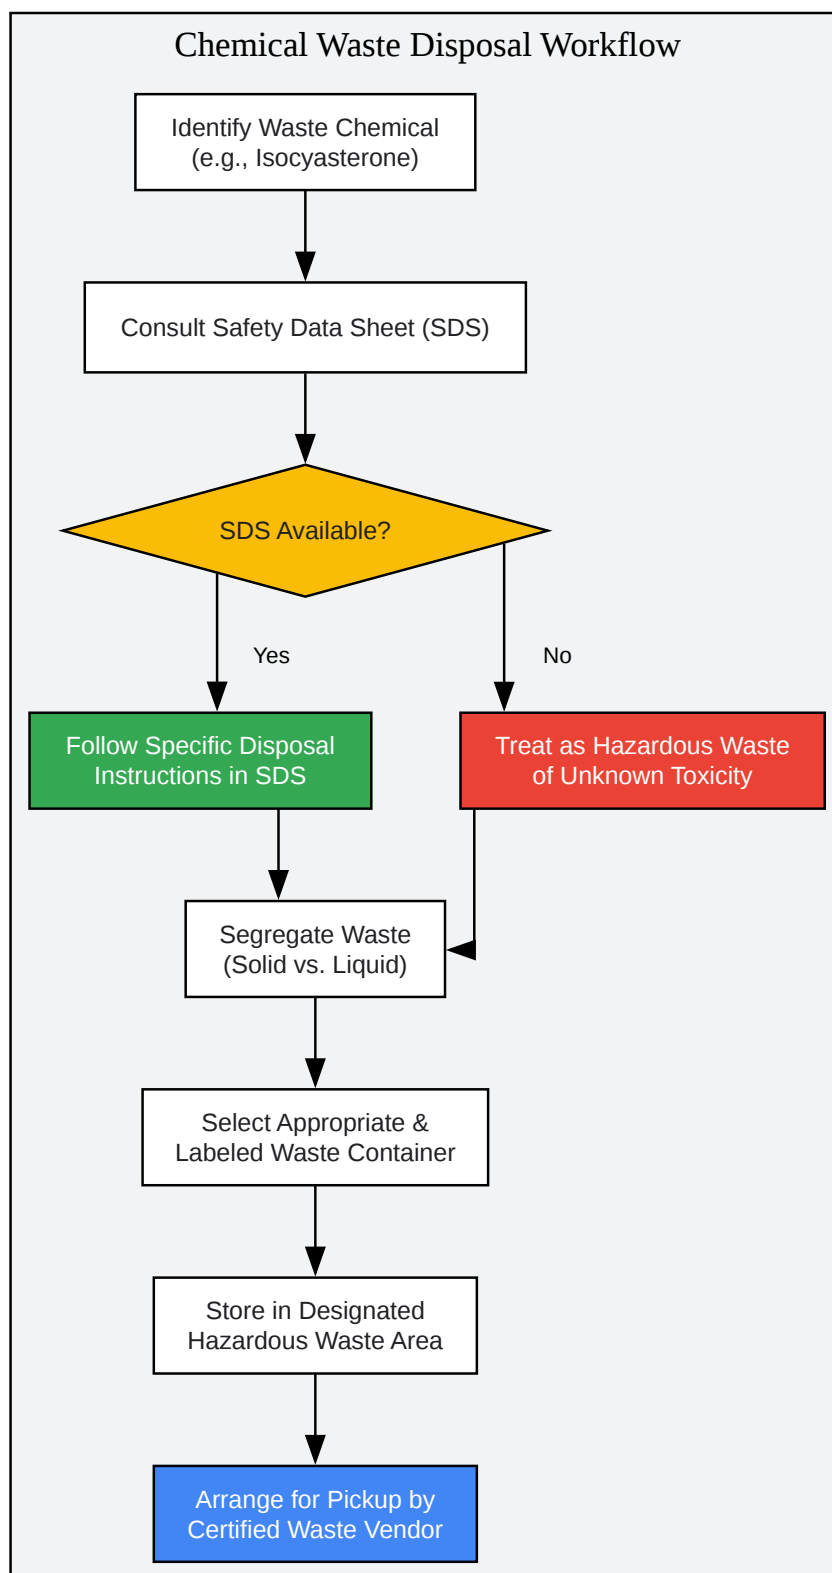 Chemical Waste Disposal Workflow
Identify Waste Chemical
(e.g., Isocyasterone)
Consult Safety Data Sheet (SDS)
SDS Available?
Yes
No
Follow Specific Disposal
Instructions in SDS
Treat as Hazardous Waste
of Unknown Toxicity
Segregate Waste
(Solid vs. Liquid)
Select Appropriate &
Labeled Waste Container
Store in Designated
Hazardous Waste Area
Arrange for Pickup by
Certified Waste Vendor